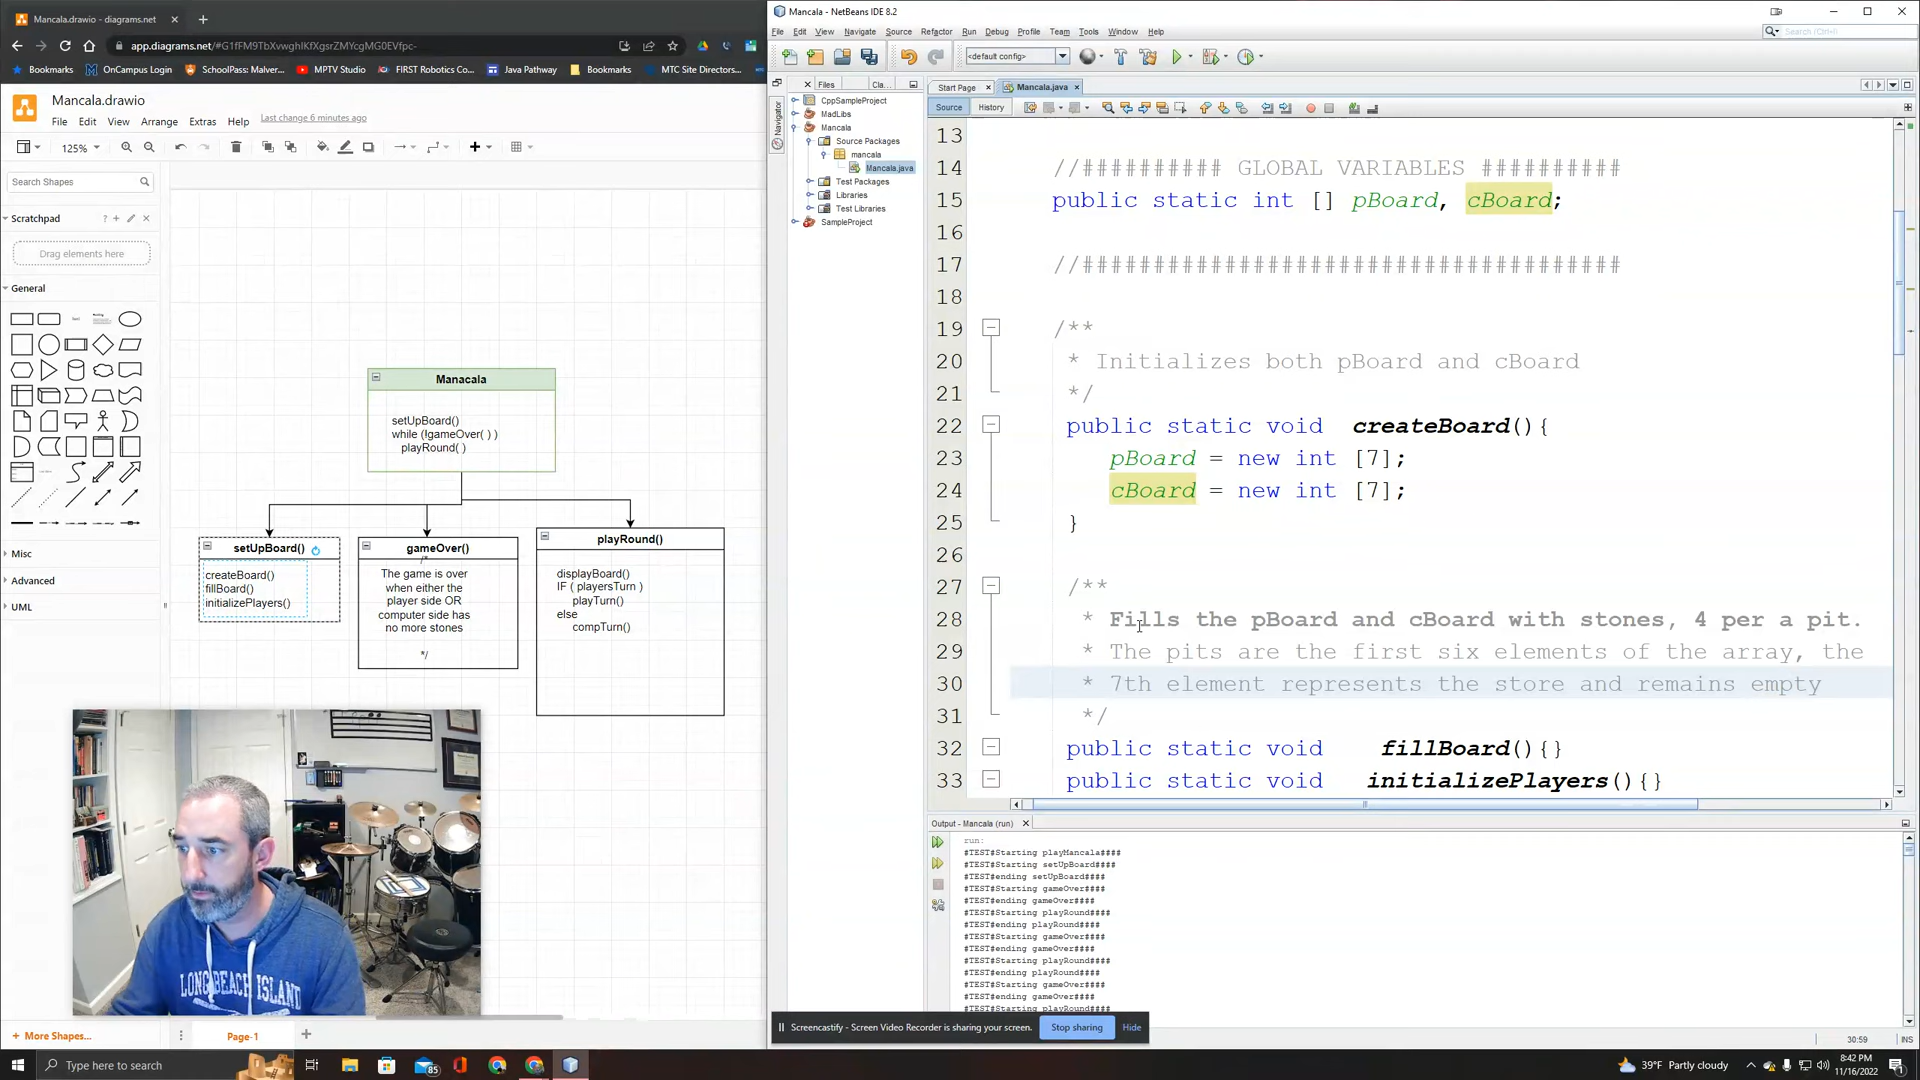 Mancala.drawio - diagrams.net
app.diagrams.net/#G1fFM9TbXvwghIKfXgsrZMYcgMG0EVfpc-
Bookmarks
OnCampus Login
SchoolPass: Malver...
MPTV Studio
FIRST Robotics Co...
Java Pathway
Bookmarks
MTC Site Directors...
Mancala.drawio
File Edit View Arrange Extras Help
Last change 6 minutes ago
125%
Search Shapes
Scratchpad
Drag elements here
General
Misc
Advanced
UML
Manacala
setUpBoard()
while (!gameOver( ) )
playRound( )
setUpBoard()
createBoard()
fillBoard()
initializePlayers()
gameOver()
/*
The game is over
when either the
player side OR
computer side has
no more stones
*/
playRound()
displayBoard()
IF ( playersTurn )
playTurn()
else
compTurn()
LONG BEACH ISLAND
+ More Shapes...
Page-1
Mancala - NetBeans IDE 8.2
File Edit View Navigate Source Refactor Run Debug Profile Team Tools Window Help
Search (Ctrl+I)
<default config>
Files
Cla...
Navigator
CppSampleProject
MadLibs
Mancala
Source Packages
mancala
Mancala.java
Test Packages
Libraries
Test Libraries
SampleProject
Start Page
Mancala.java
Source
History
13
14 //########## GLOBAL VARIABLES ##########
15 public static int [] pBoard, cBoard;
16
17 //######################################
18
19 /**
20 * Initializes both pBoard and cBoard
21 */
22 public static void createBoard(){
23 pBoard = new int [7];
24 cBoard = new int [7];
25 }
26
27 /**
28 * Fills the pBoard and cBoard with stones, 4 per a pit.
29 * The pits are the first six elements of the array, the
30 * 7th element represents the store and remains empty
31 */
32 public static void fillBoard(){}
33 public static void initializePlayers(){}
Output - Mancala (run)
run:
#TEST#Starting playMancala####
#TEST#Starting setUpBoard####
#TEST#ending setUpBoard####
#TEST#Starting gameOver####
#TEST#ending gameOver####
#TEST#Starting playRound####
#TEST#ending playRound####
#TEST#Starting gameOver####
#TEST#ending gameOver####
#TEST#Starting playRound####
#TEST#ending playRound####
#TEST#Starting gameOver####
#TEST#ending gameOver####
#TEST#Starting playRound####
Screencastify - Screen Video Recorder is sharing your screen.
Stop sharing
Hide
30:59
INS
Type here to search
85
39°F Partly cloudy
8:42 PM
11/16/2022